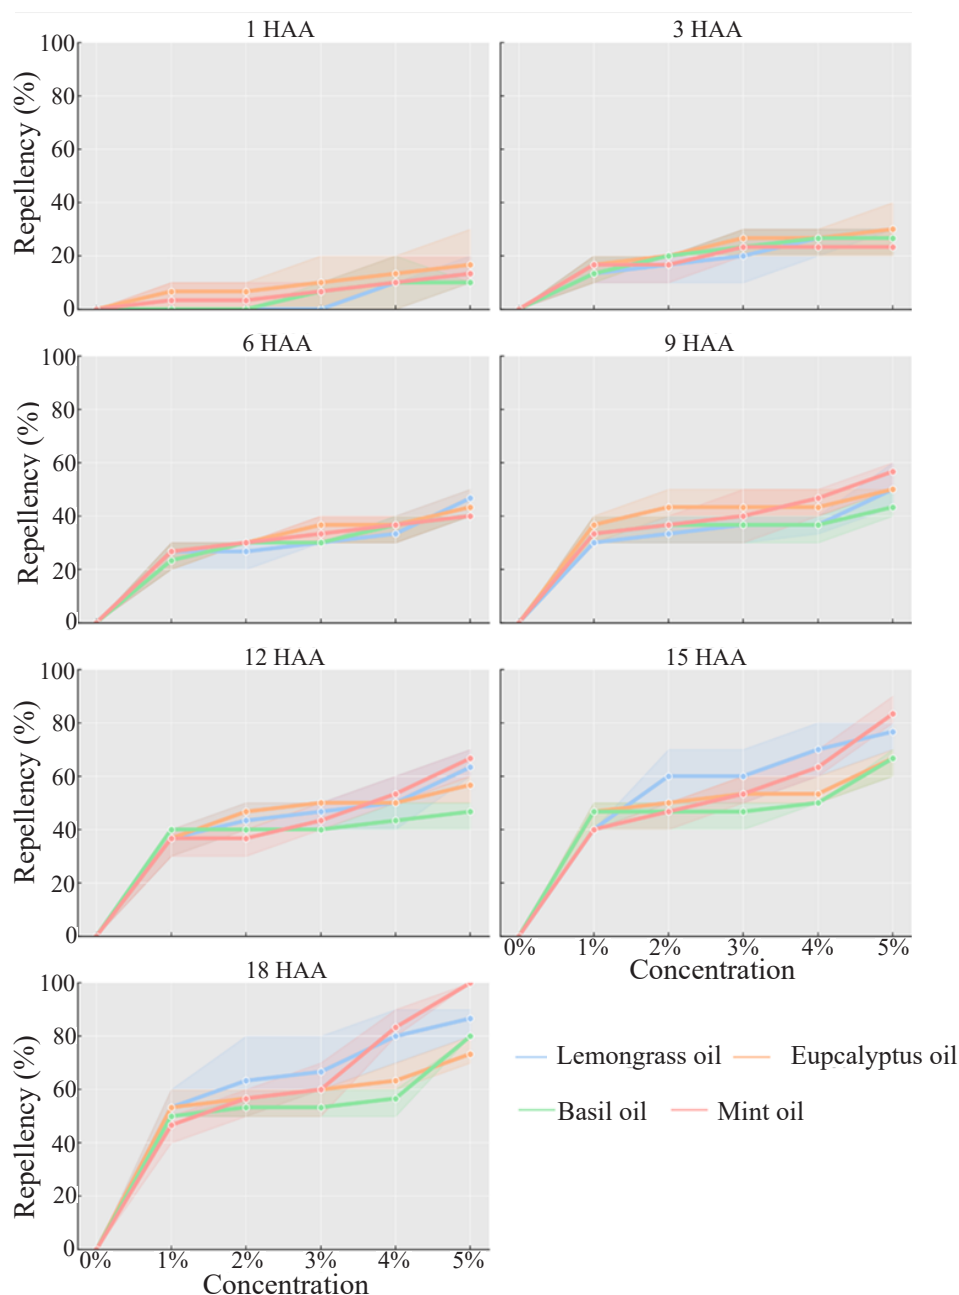 1 HAA 3 HAA
100
80
60
40
20
0
Repellency (%)
6 HAA 9 HAA
100
80
60
40
20
0
Repellency (%)
12 HAA 15 HAA
100
80
60
40
20
0
Repellency (%)
0% 1% 2% 3% 4% 5%
Concentration
18 HAA
100
80
60
40
20
0
Repellency (%)
0% 1% 2% 3% 4% 5%
Concentration
Lemongrass oil Eupcalyptus oil
Basil oil Mint oil